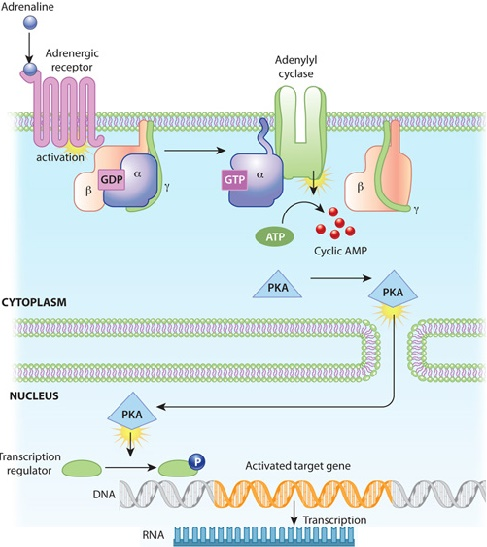 Adrenaline
Adrenergic
receptor
Adenylyl
cyclase
activation
GDP
α
β
γ
GTP
α
β
γ
ATP
Cyclic AMP
PKA
PKA
CYTOPLASM
NUCLEUS
PKA
Transcription
regulator
P
Activated target gene
DNA
Transcription
RNA